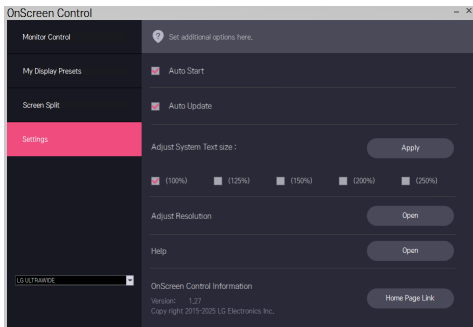 OnScreen Control
Monitor Control
Set additional options here.
My Display Presets
Auto Start
Screen Split
Auto Update
Settings
Adjust System Text size :
Apply
(100%) (125%) (150%) (200%) (250%)
Adjust Resolution
Open
Help
Open
LG ULTRAWIDE
OnScreen Control Information
Version: 1.27
Home Page Link
Copy right 2015-2025 LG Electronics Inc.